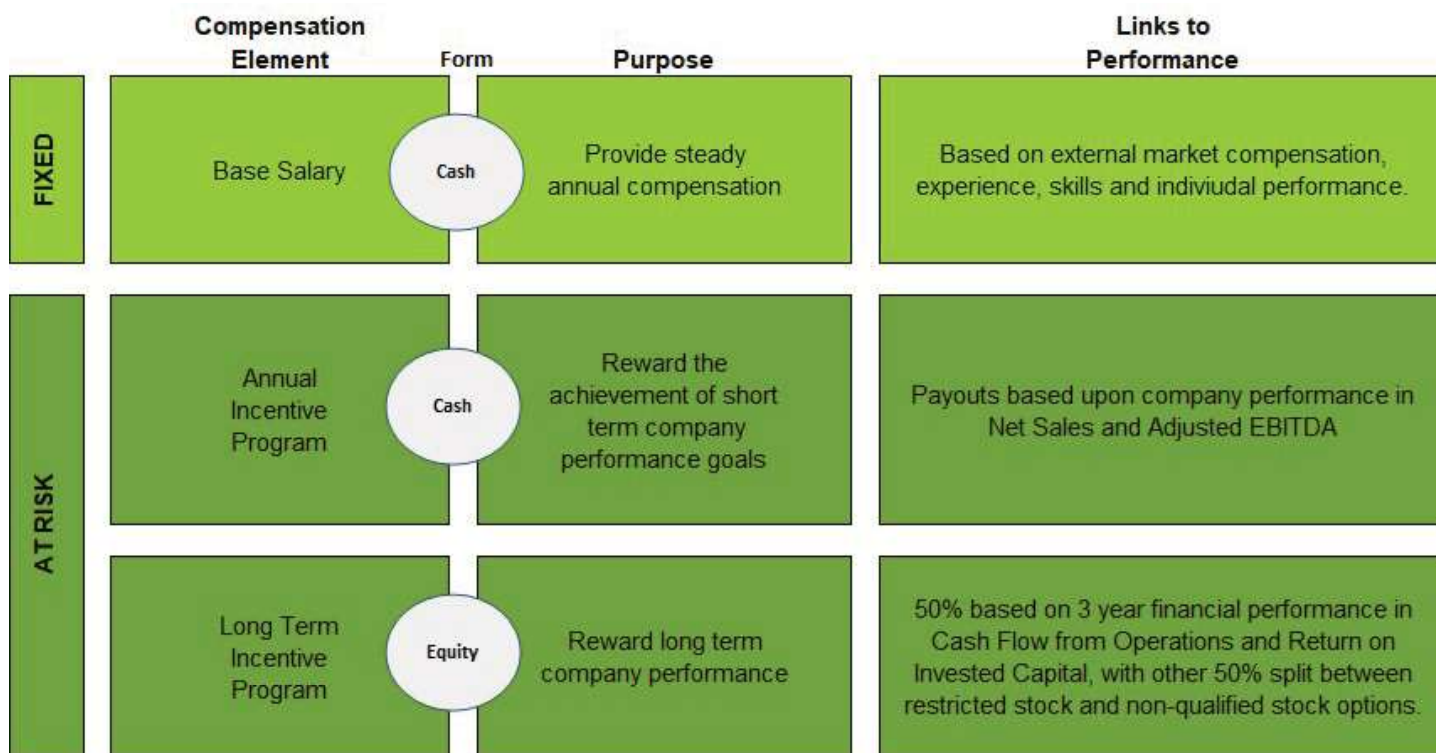 Compensation
Element
Form
Purpose
Links to
Performance
FIXED
Base Salary
Cash
Provide steady
annual compensation
Based on external market compensation,
experience, skills and indiviudal performance.
AT RISK
Annual
Incentive
Program
Cash
Reward the
achievement of short
term company
performance goals
Payouts based upon company performance in
Net Sales and Adjusted EBITDA
Long Term
Incentive
Program
Equity
Reward long term
company performance
50% based on 3 year financial performance in
Cash Flow from Operations and Return on
Invested Capital, with other 50% split between
restricted stock and non-qualified stock options.